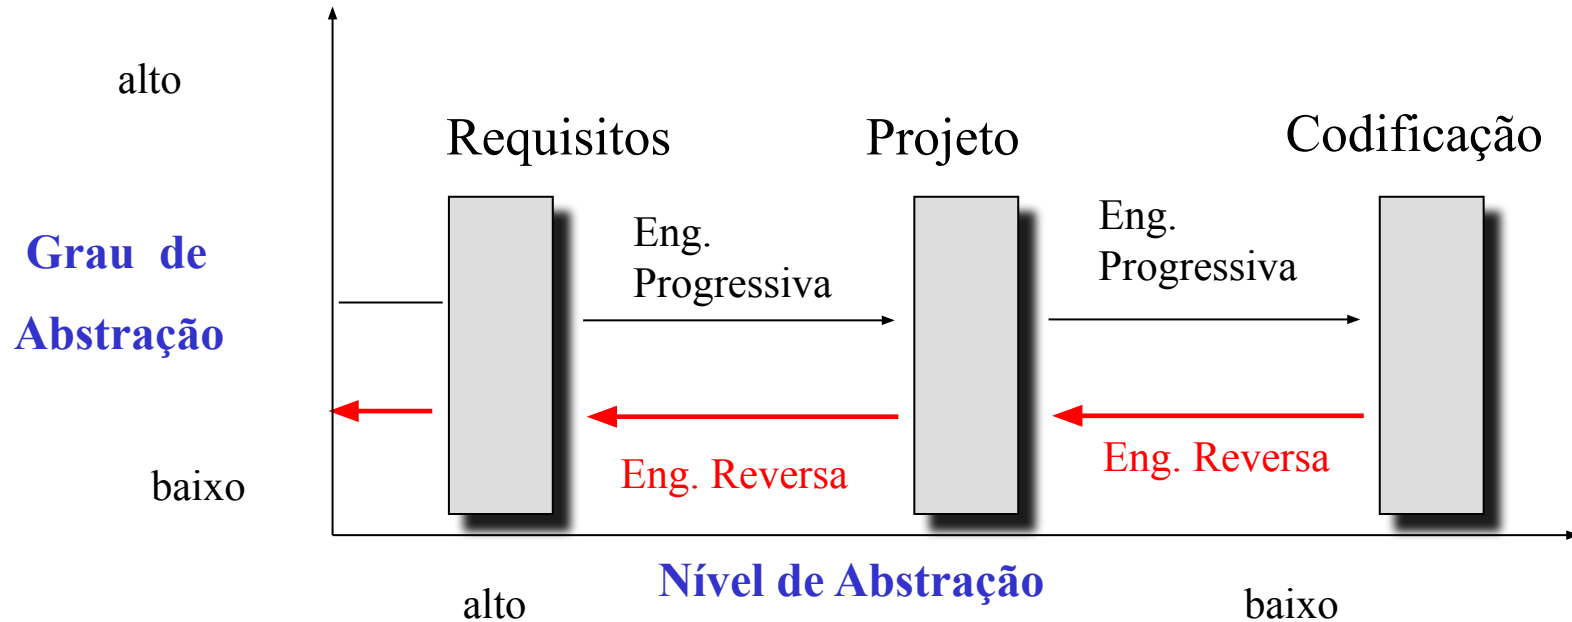 alto
Requisitos
Projeto
Codificação
Grau de
Abstração
Eng.
Progressiva
Eng.
Progressiva
Eng. Reversa
Eng. Reversa
baixo
Nível de Abstração
alto
baixo